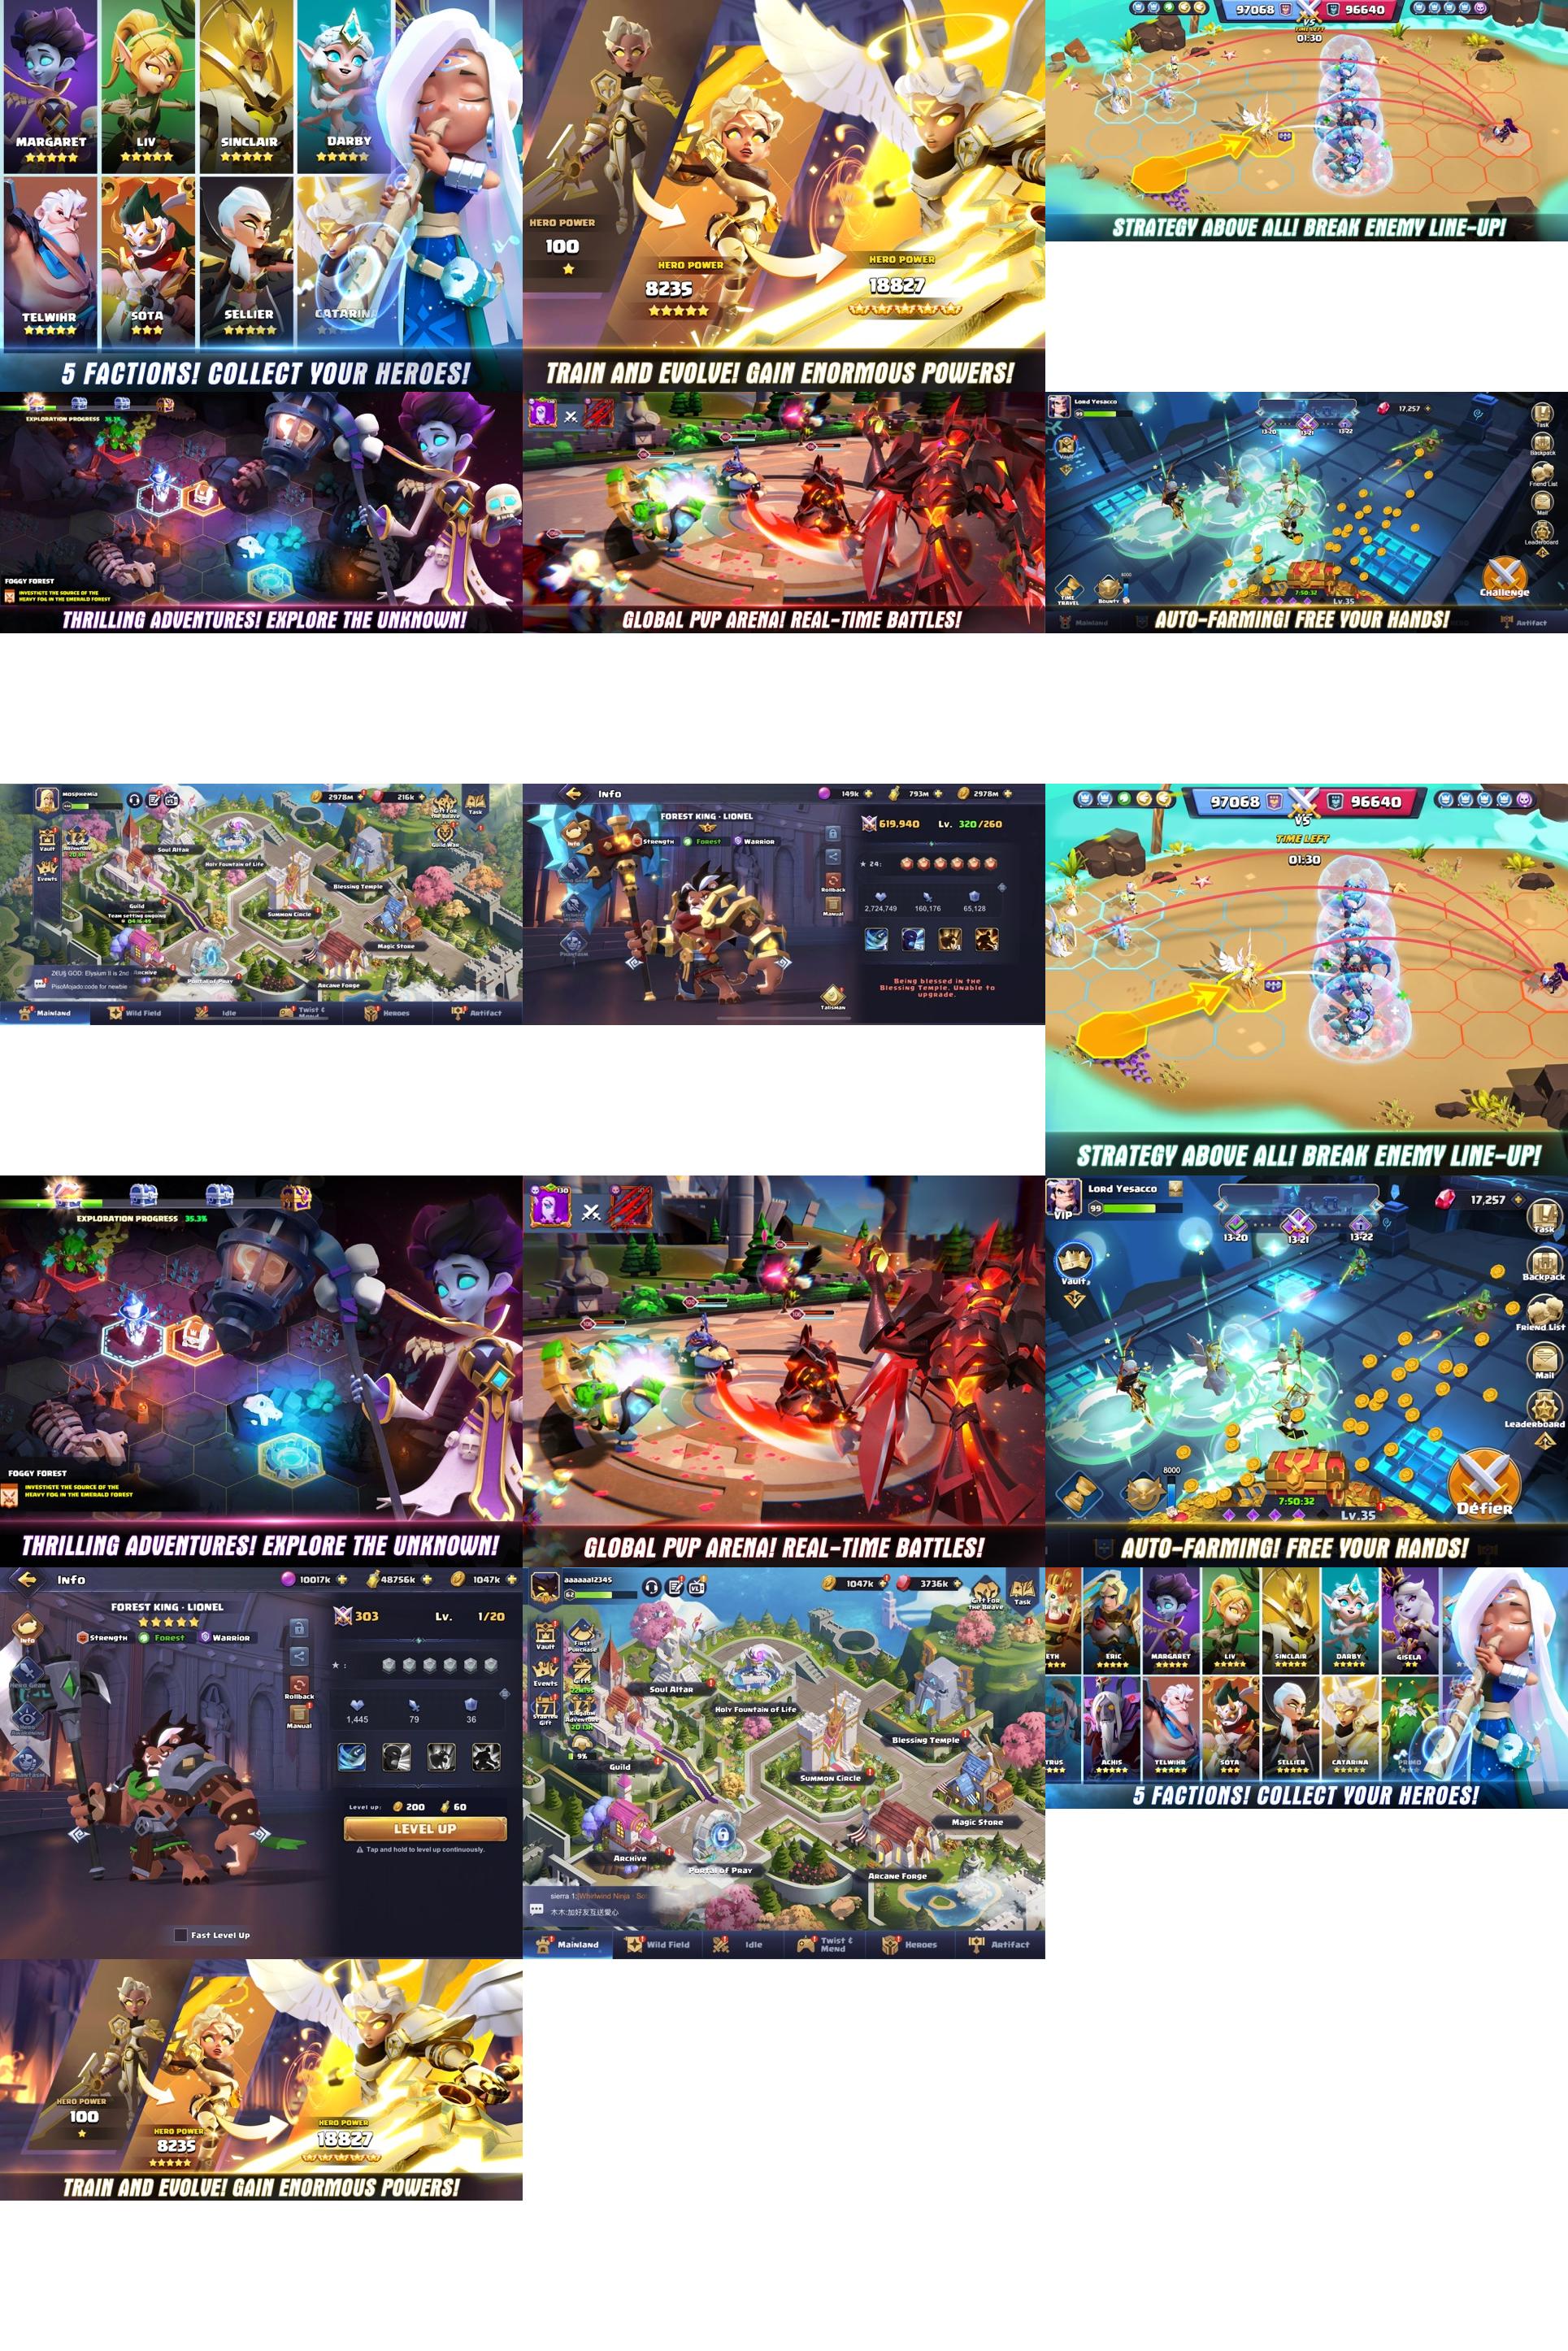 MARGARET
LIV
SINCLAIR
DARBY
TELWIHR
SOTA
SELLIER
CATARINA
5 FACTIONS! COLLECT YOUR HEROES!
HERO POWER
100
HERO POWER
8235
HERO POWER
18827
TRAIN AND EVOLVE! GAIN ENORMOUS POWERS!
97068
VS
96640
TIME LEFT
01:30
STRATEGY ABOVE ALL! BREAK ENEMY LINE-UP!
EXPLORATION PROGRESS 35.3%
FOGGY FOREST
INVESTIGTE THE SOURCE OF THE
HEAVY FOG IN THE EMERALD FOREST
THRILLING ADVENTURES! EXPLORE THE UNKNOWN!
GLOBAL PVP ARENA! REAL-TIME BATTLES!
Lord Yesacco
99
17,257
13-20
13-21
13-22
Vault
Task
Backpack
Friend List
Mail
Leaderboard
TIME
TRAVEL
Bounty
8000
7:50:32
Lv.35
Challenge
Mainland
Artifact
AUTO-FARMING! FREE YOUR HANDS!
Mosphemia
2978M
216k
Gift For
The Brave
Task
Vault
Kingdom
Adventure
Guild War
Events
Soul Altar
Holy Fountain of Life
Blessing Temple
Guild
Team setting ongoing
Summon Circle
Magic Store
Archive
Portal of Pray
Arcane Forge
ZEUS GOD: Elysium II is 2nd
PiaoMojado:code for newbie
Mainland
Wild Field
Idle
Twist &
Mend
Heroes
Artifact
Info
149k
793M
2978M
FOREST KING · LIONEL
Strength
Forest
Warrior
Info
Phantasm
Rollback
Manual
Talisman
619,940
Lv. 320/260
24:
2,724,749
160,176
65,128
Being blessed in the
Blessing Temple. Unable to
upgrade.
97068
VS
96640
TIME LEFT
01:30
STRATEGY ABOVE ALL! BREAK ENEMY LINE-UP!
EXPLORATION PROGRESS 35.3%
FOGGY FOREST
INVESTIGTE THE SOURCE OF THE
HEAVY FOG IN THE EMERALD FOREST
THRILLING ADVENTURES! EXPLORE THE UNKNOWN!
130
GLOBAL PVP ARENA! REAL-TIME BATTLES!
Lord Yesacco
VIP
99
17,257
13-20
13-21
13-22
Vault
Task
Backpack
Friend List
Mail
Leaderboard
8000
7:50:32
Lv.35
Défier
AUTO-FARMING! FREE YOUR HANDS!
Info
10017k
48756k
1047k
FOREST KING · LIONEL
Strength
Forest
Warrior
Info
Hero Gear
Hero
Awakening
Phantasm
Rollback
Manual
303
Lv. 1/20
1,445
79
36
Level up:
200
60
LEVEL UP
Tap and hold to level up continuously.
Fast Level Up
aaaaaa12345
62
1047k
3736k
Gift For
The Brave
Task
Vault
First
Purchase
Events
Gift
Starter
Gift
Kingdom
Adventure
9%
Soul Altar
Holy Fountain of Life
Blessing Temple
Guild
Summon Circle
Magic Store
Archive
Portal of Pray
Arcane Forge
sierra 1:[Whirlwind Ninja · So
木木:加好友互送愛心
Mainland
Wild Field
Idle
Twist &
Mend
Heroes
Artifact
ETH
ERIC
MARGARET
LIV
SINCLAIR
DARBY
GISELA
TRUS
ACHIS
TELWIHR
SOTA
SELLIER
CATARINA
PRIMO
5 FACTIONS! COLLECT YOUR HEROES!
HERO POWER
100
HERO POWER
8235
HERO POWER
18827
TRAIN AND EVOLVE! GAIN ENORMOUS POWERS!